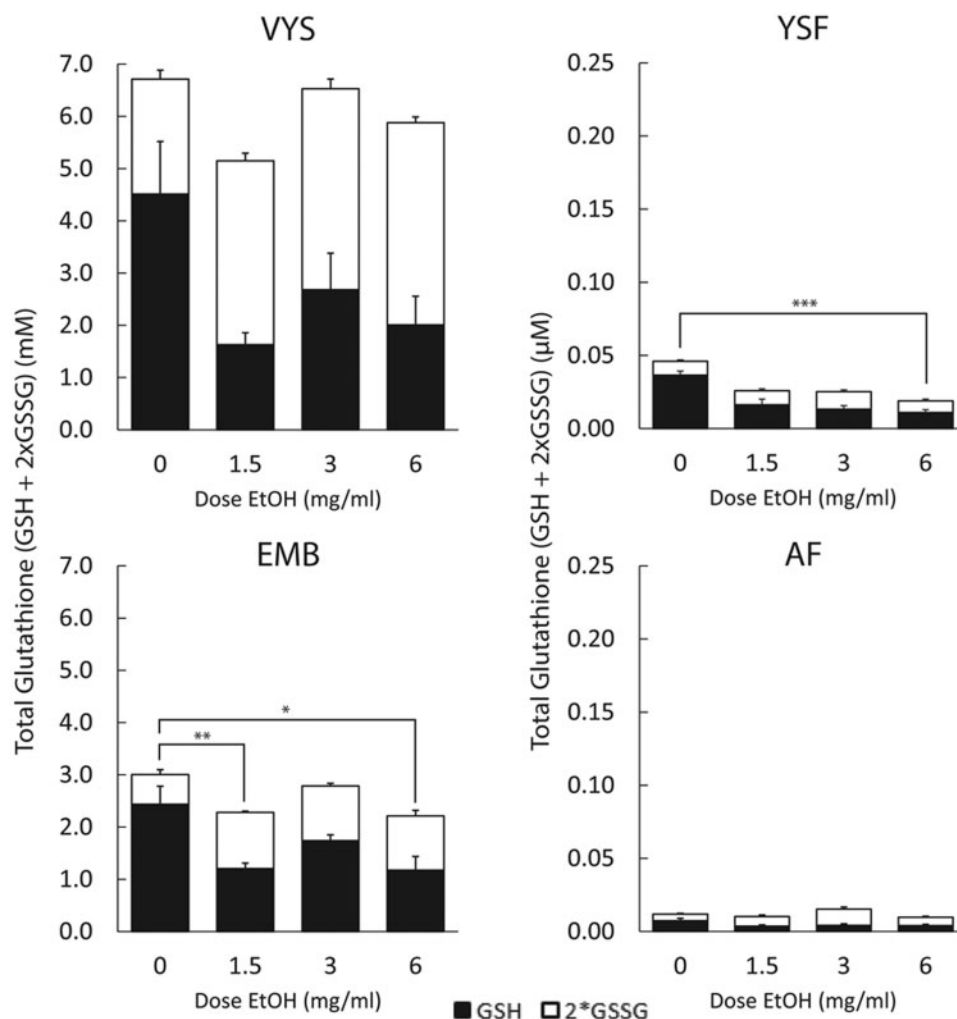 VYS
7.0
6.0
5.0
4.0
3.0
2.0
1.0
0.0
0 1.5 3 6
Dose EtOH (mg/ml)
YSF
0.25
0.20
0.15
0.10
0.05
0.00
***
0 1.5 3 6
Dose EtOH (mg/ml)
Total Glutathione (GSH + 2xGSSG) (mM)
Total Glutathione (GSH + 2xGSSG) (µM)
EMB
7.0
6.0
5.0
4.0
3.0
2.0
1.0
0.0
*
**
0 1.5 3 6
Dose EtOH (mg/ml)
AF
0.25
0.20
0.15
0.10
0.05
0.00
0 1.5 3 6
Dose EtOH (mg/ml)
GSH 2*GSSG